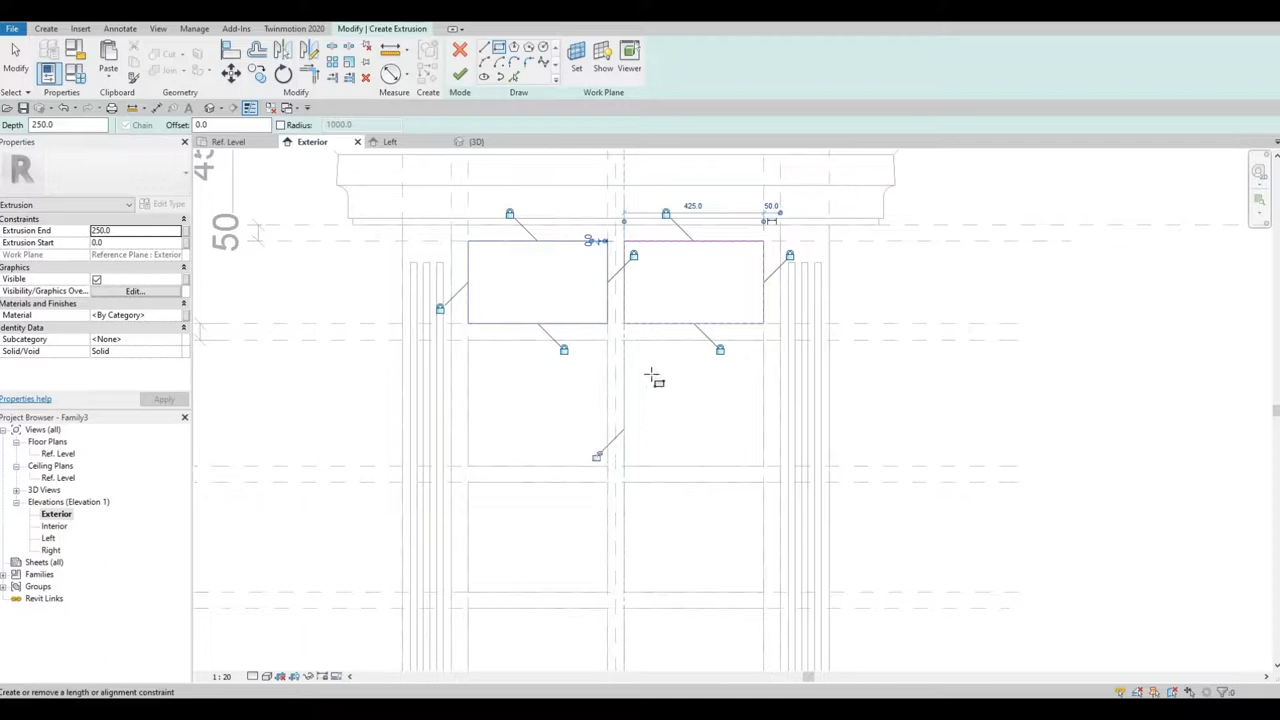 File Create Insert Annotate View Manage Add-Ins Twinmotion 2020 Modify | Create Extrusion
Modify
Paste
Cut
Join
Set Show Viewer
Select Properties Clipboard Geometry Modify Measure Create Mode Draw Work Plane
Depth 250.0 Chain Offset: 0.0 Radius: 1000.0
Properties
Ref. Level Exterior Left {3D}
R
Extrusion Edit Type
Constraints
Extrusion End 250.0
Extrusion Start 0.0
Work Plane Reference Plane : Exterior
Graphics
Visible
Visibility/Graphics Ove... Edit...
Materials and Finishes
Material <By Category>
Identity Data
Subcategory <None>
Solid/Void Solid
Properties help Apply
Project Browser - Family3
Views (all)
Floor Plans
Ref. Level
Ceiling Plans
Ref. Level
3D Views
Elevations (Elevation 1)
Exterior
Interior
Left
Right
Sheets (all)
Families
Groups
Revit Links
45
50
425.0 50.0
1 : 20
Create or remove a length or alignment constraint
:0